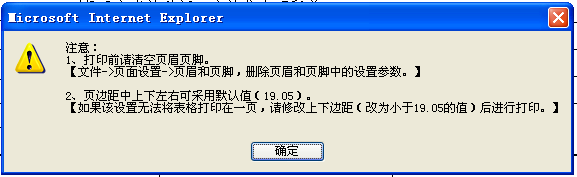 Microsoft Internet Explorer
注意：
1、打印前请清空页眉页脚。
【文件->页面设置->页眉和页脚，删除页眉和页脚中的设置参数。】
2、页边距中上下左右可采用默认值（19.05）。
【如果该设置无法将表格打印在一页，请修改上下边距（改为小于19.05的值）后进行打印。】
确定